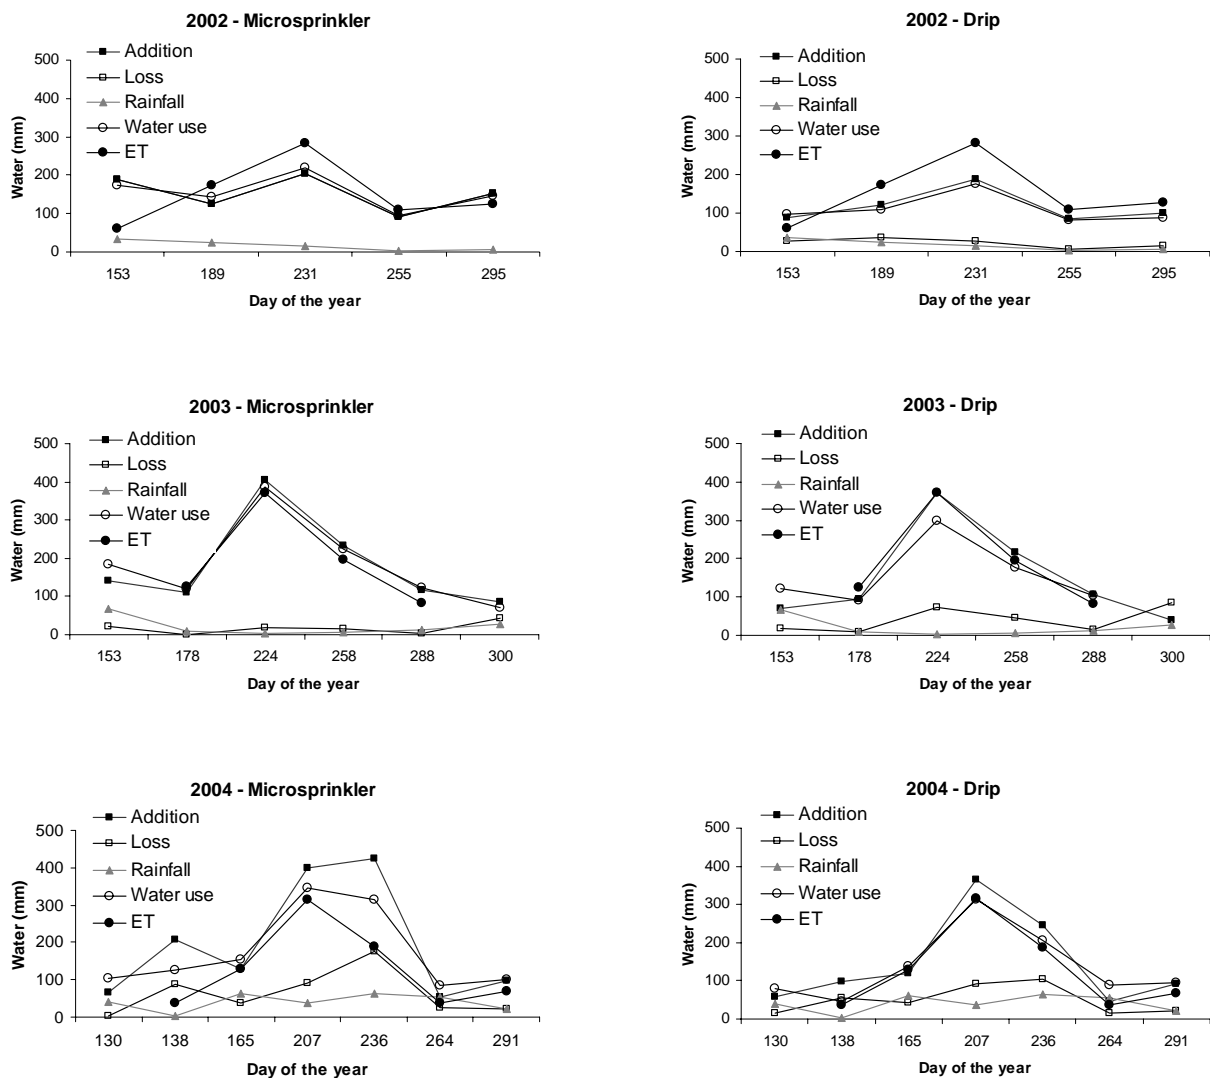 2002 - Microsprinkler
Addition
Loss
Rainfall
Water use
ET
Water (mm)
500
400
300
200
100
0
153 189 231 255 295
Day of the year
2002 - Drip
Addition
Loss
Rainfall
Water use
ET
Water (mm)
500
400
300
200
100
0
153 189 231 255 295
Day of the year
2003 - Microsprinkler
Addition
Loss
Rainfall
Water use
ET
Water (mm)
500
400
300
200
100
0
153 178 224 258 288 300
Day of the year
2003 - Drip
Addition
Loss
Rainfall
Water use
ET
Water (mm)
500
400
300
200
100
0
153 178 224 258 288 300
Day of the year
2004 - Microsprinkler
Addition
Loss
Rainfall
Water use
ET
Water (mm)
500
400
300
200
100
0
130 138 165 207 236 264 291
Day of the year
2004 - Drip
Addition
Loss
Rainfall
Water use
ET
Water (mm)
500
400
300
200
100
0
130 138 165 207 236 264 291
Day of the year